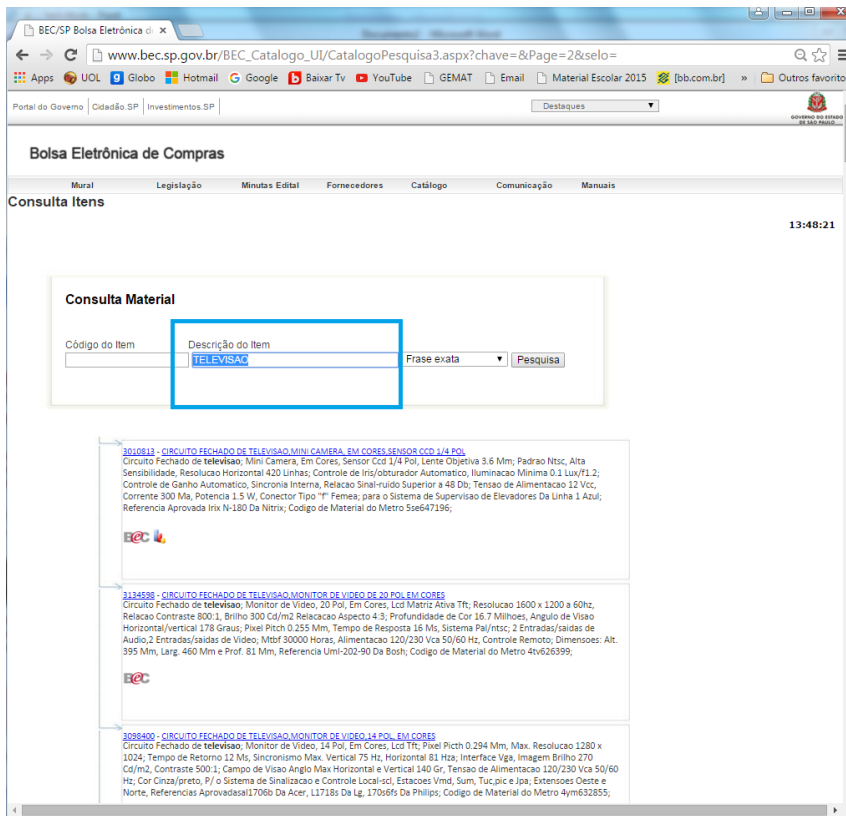 BEC/SP Bolsa Eletrônica d
www.bec.sp.gov.br/BEC_Catalogo_UI/CatalogoPesquisa3.aspx?chave=&Page=2&selo=
Apps UOL Globo Hotmail Google Baixar Tv YouTube GEMAT Email Material Escolar 2015 [bb.com.br] » Outros favorito
Portal do Governo Cidadão.SP Investimentos.SP Destaques
GOVERNO DO ESTADO
DE SÃO PAULO
Bolsa Eletrônica de Compras
Mural Legislação Minutas Edital Fornecedores Catálogo Comunicação Manuais
Consulta Itens
13:48:21
Consulta Material
Código do Item Descrição do Item
TELEVISAO Frase exata Pesquisa
3010813 - CIRCUITO FECHADO DE TELEVISAO,MINI CAMERA, EM CORES,SENSOR CCD 1/4 POL
Circuito Fechado de televisao; Mini Camera, Em Cores, Sensor Ccd 1/4 Pol, Lente Objetiva 3.6 Mm; Padrao Ntsc, Alta
Sensibilidade, Resolucao Horizontal 420 Linhas; Controle de Iris/obturador Automatico, Iluminacao Minima 0.1 Lux/f1.2;
Controle de Ganho Automatico, Sincronia Interna, Relacao Sinal-ruido Superior a 48 Db; Tensao de Alimentacao 12 Vcc,
Corrente 300 Ma, Potencia 1.5 W, Conector Tipo "f" Femea; para o Sistema de Supervisao de Elevadores Da Linha 1 Azul;
Referencia Aprovada Irix N-180 Da Nitrix; Codigo de Material do Metro 5se647196;
BeC
3134598 - CIRCUITO FECHADO DE TELEVISAO,MONITOR DE VIDEO DE 20 POL EM CORES
Circuito Fechado de televisao; Monitor de Video, 20 Pol, Em Cores, Lcd Matriz Ativa Tft; Resolucao 1600 x 1200 a 60hz,
Relacao Contraste 800:1, Brilho 300 Cd/m2 Relacacao Aspecto 4:3; Profundidade de Cor 16.7 Milhoes, Angulo de Visao
Horizontal/vertical 178 Graus; Pixel Pitch 0.255 Mm, Tempo de Resposta 16 Ms, Sistema Pal/ntsc; 2 Entradas/saidas de
Audio,2 Entradas/saidas de Video; Mtbf 30000 Horas, Alimentacao 120/230 Vca 50/60 Hz, Controle Remoto; Dimensoes: Alt.
395 Mm, Larg. 460 Mm e Prof. 81 Mm, Referencia Uml-202-90 Da Bosh; Codigo de Material do Metro 4tv626399;
BeC
3098400 - CIRCUITO FECHADO DE TELEVISAO,MONITOR DE VIDEO,14 POL, EM CORES
Circuito Fechado de televisao; Monitor de Video, 14 Pol, Em Cores, Lcd Tft; Pixel Picth 0.294 Mm, Max. Resolucao 1280 x
1024; Tempo de Retorno 12 Ms, Sincronismo Max. Vertical 75 Hz, Horizontal 81 Hza; Interface Vga, Imagem Brilho 270
Cd/m2, Contraste 500:1; Campo de Visao Anglo Max Horizontal e Vertical 140 Gr, Tensao de Alimentacao 120/230 Vca 50/60
Hz; Cor Cinza/preto, P/ o Sistema de Sinalizacao e Controle Local-scl, Estacoes Vmd, Sum, Tuc,pic e Jpa; Extensoes Oeste e
Norte, Referencias Aprovadasal1706b Da Acer, L1718s Da Lg, 170s6fs Da Philips; Codigo de Material do Metro 4ym632855;